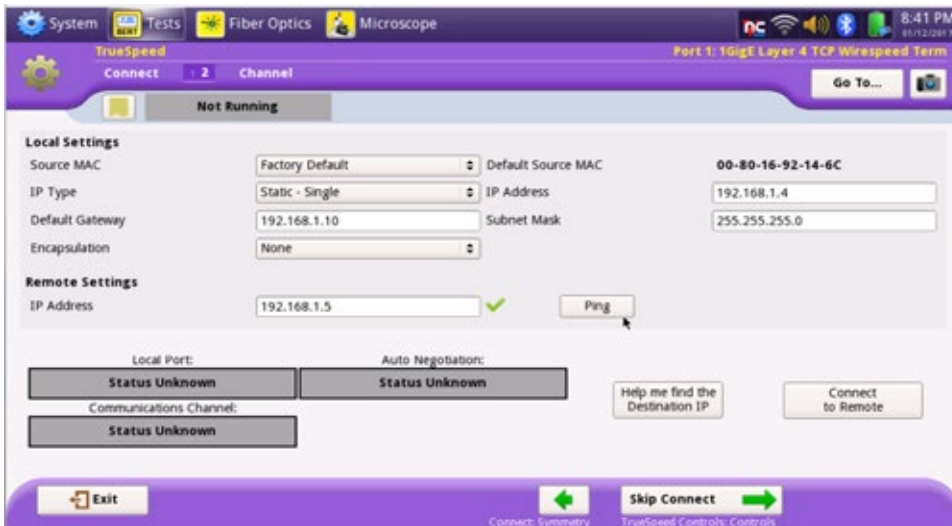 System Tests Fiber Optics Microscope 8:41 PM
01/12/2017
TrueSpeed Port 1: 1GigE Layer 4 TCP Wirespeed Term
Connect 2 Channel
Go To...
Not Running
Local Settings
Source MAC Factory Default Default Source MAC 00-80-16-92-14-6C
IP Type Static - Single IP Address 192.168.1.4
Default Gateway 192.168.1.10 Subnet Mask 255.255.255.0
Encapsulation None
Remote Settings
IP Address 192.168.1.5 Ping
Local Port: Auto Negotiation:
Status Unknown Status Unknown
Help me find the
Destination IP
Connect
to Remote
Communications Channel:
Status Unknown
Exit Skip Connect
Connect: Symmetry TrueSpeed Controls: Controls